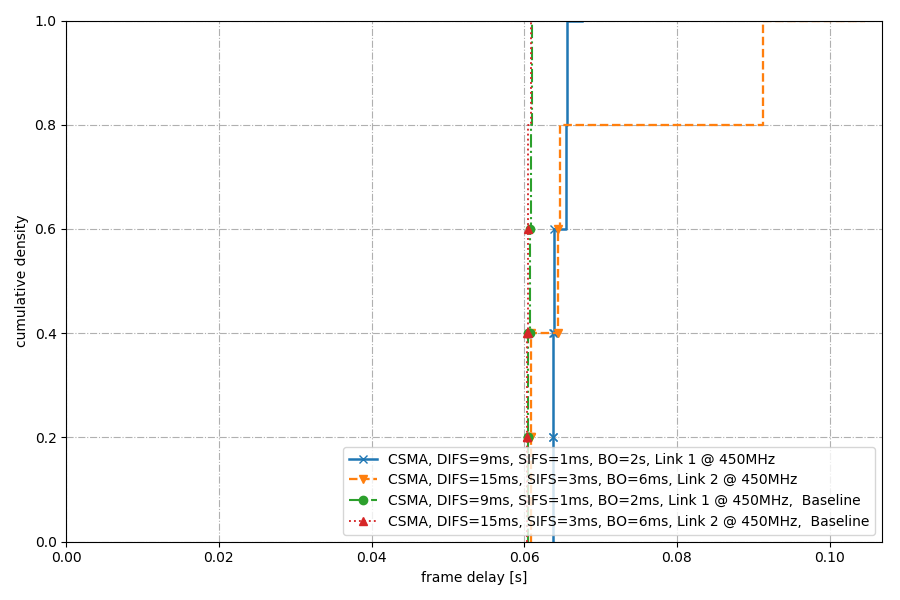 1.0
0.8
0.6
0.4
0.2
0.0
cumulative density
CSMA, DIFS=9ms, SIFS=1ms, BO=2s, Link 1 @ 450MHz
CSMA, DIFS=15ms, SIFS=3ms, BO=6ms, Link 2 @ 450MHz
CSMA, DIFS=9ms, SIFS=1ms, BO=2ms, Link 1 @ 450MHz,  Baseline
CSMA, DIFS=15ms, SIFS=3ms, BO=6ms, Link 2 @ 450MHz,  Baseline
0.00 0.02 0.04 0.06 0.08 0.10
frame delay [s]